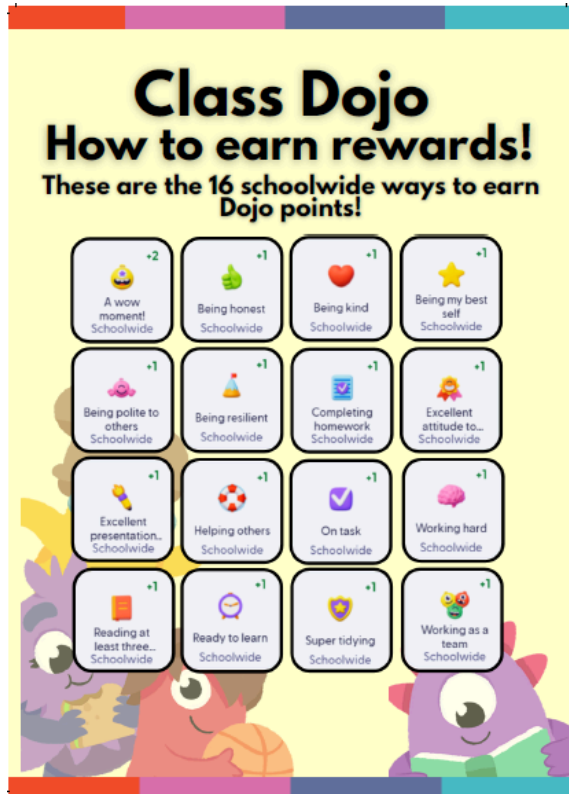 Class Dojo
How to earn rewards!
These are the 16 schoolwide ways to earn
Dojo points!
+2
A wow
moment!
Schoolwide
+1
Being honest
Schoolwide
+1
Being kind
Schoolwide
+1
Being my best
self
Schoolwide
+1
Being polite to
others
Schoolwide
+1
Being resilient
Schoolwide
+1
Completing
homework
Schoolwide
+1
Excellent
attitude to...
Schoolwide
+1
Excellent
presentation...
Schoolwide
+1
Helping others
Schoolwide
+1
On task
Schoolwide
+1
Working hard
Schoolwide
+1
Reading at
least three...
Schoolwide
+1
Ready to learn
Schoolwide
+1
Super tidying
Schoolwide
+1
Working as a
team
Schoolwide